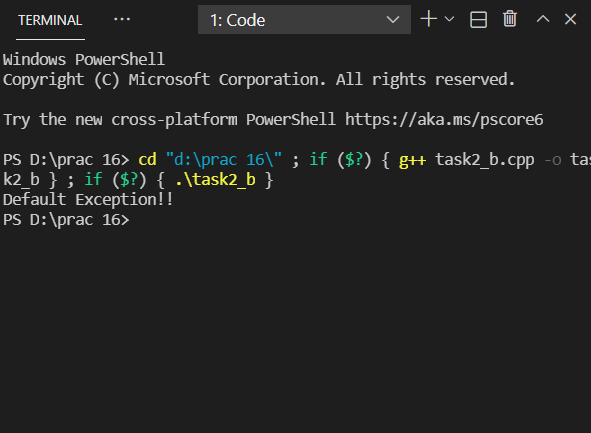 TERMINAL ... 1: Code
Windows PowerShell
Copyright (C) Microsoft Corporation. All rights reserved.
Try the new cross-platform PowerShell https://aka.ms/pscore6
PS D:\prac 16> cd "d:\prac 16\" ; if ($?) { g++ task2_b.cpp -o tas
k2_b } ; if ($?) { .\task2_b }
Default Exception!!
PS D:\prac 16>